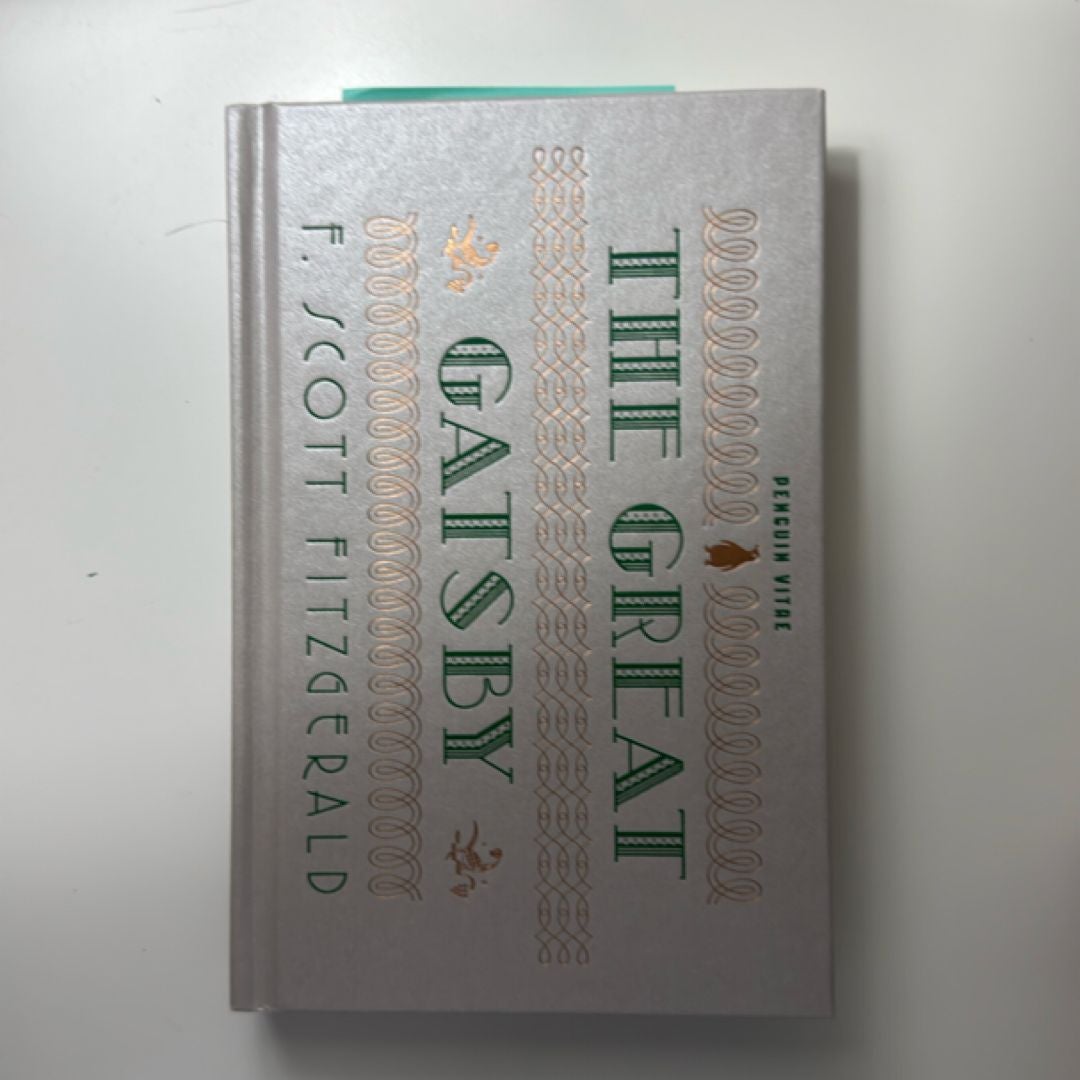 PENGUIN VITAE
THE GREAT
GATSBY
F. SCOTT FITZGERALD